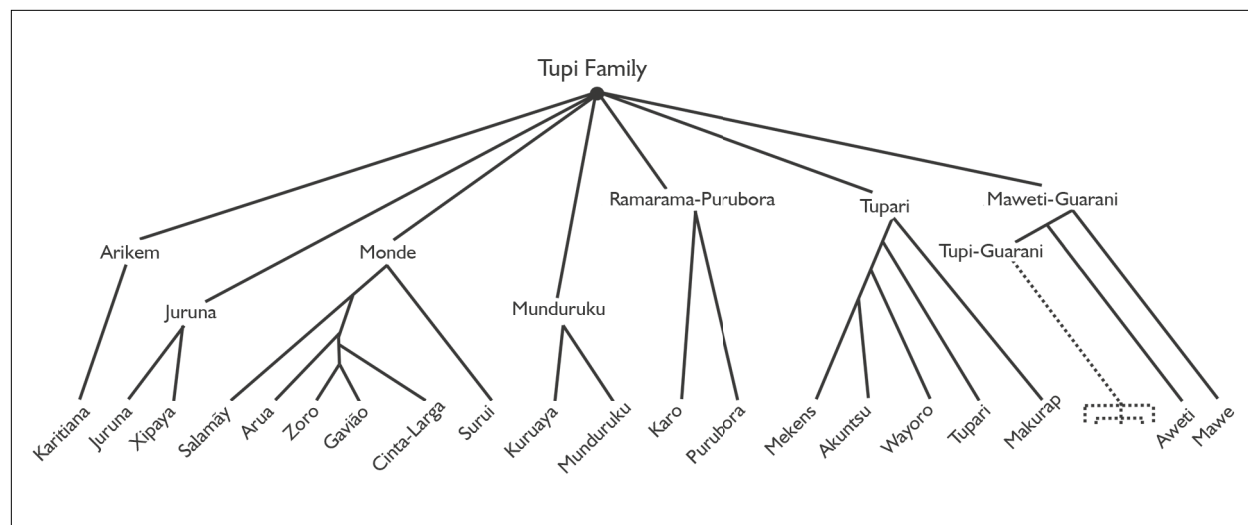 Tupi Family
Ramarama-Purubora
Tupari
Maweti-Guarani
Arikem
Monde
Tupi-Guarani
Juruna
Munduruku
Karitiana
Juruna
Xipaya
Salamãy
Arua
Zoro
Gavião
Cinta-Larga
Surui
Kuruaya
Munduruku
Karo
Purubora
Mekens
Akuntsu
Wayoro
Tupari
Makurap
Aweti
Mawe